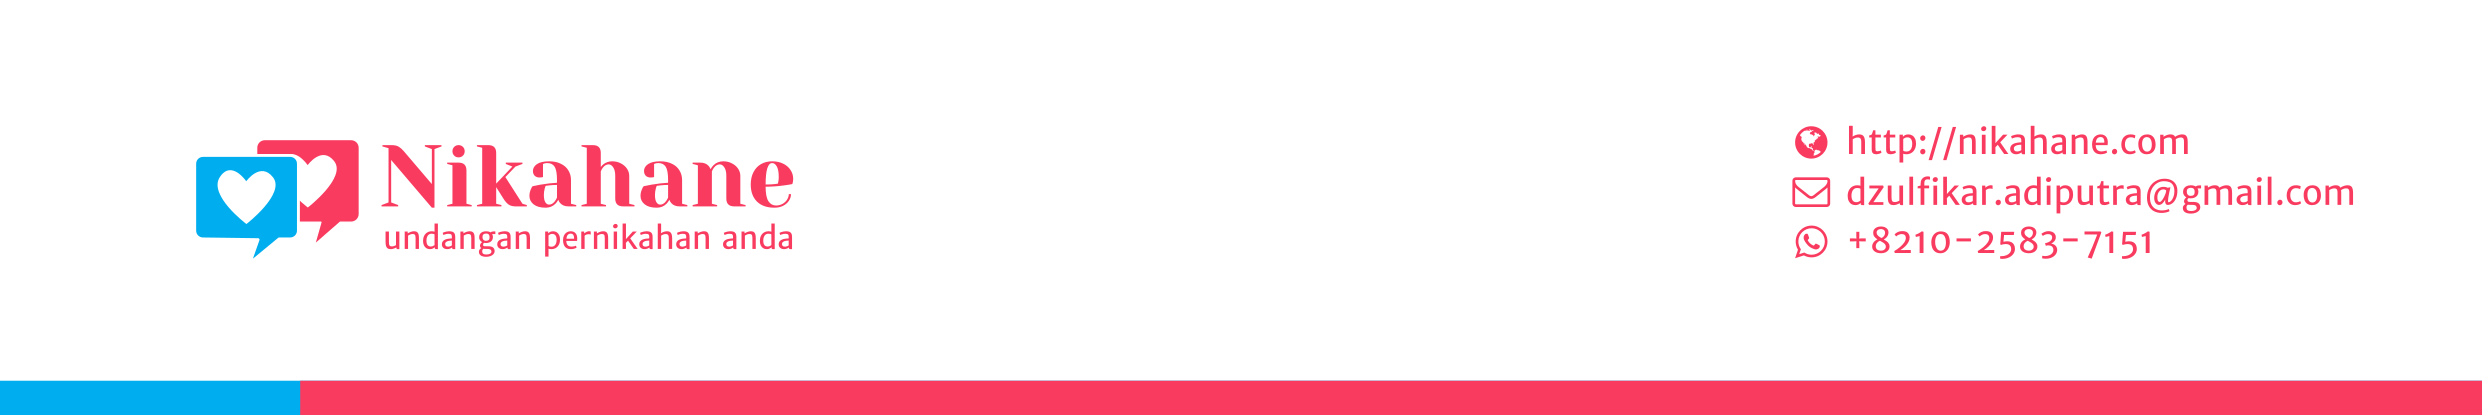 Nikahane
undangan pernikahan anda
http://nikahane.com
dzulfikar.adiputra@gmail.com
+8210-2583-7151